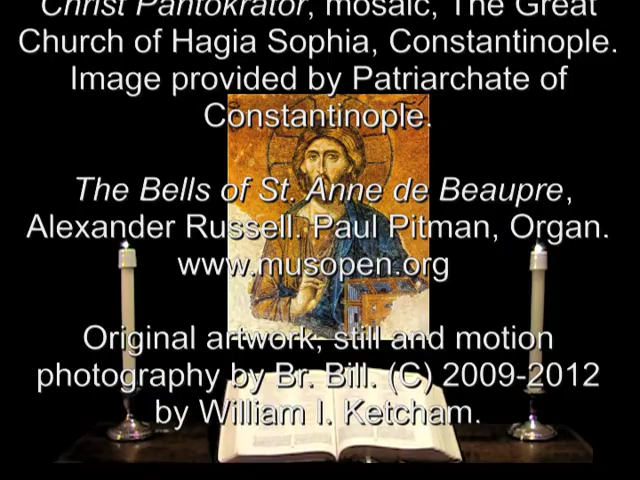 Christ Pantokrator, mosaic, The Great
Church of Hagia Sophia, Constantinople.
Image provided by Patriarchate of
Constantinople.
The Bells of St. Anne de Beaupre,
Alexander Russell. Paul Pitman, Organ.
www.musopen.org
Original artwork, still and motion
photography by Br. Bill. (C) 2009-2012
by William I. Ketcham.